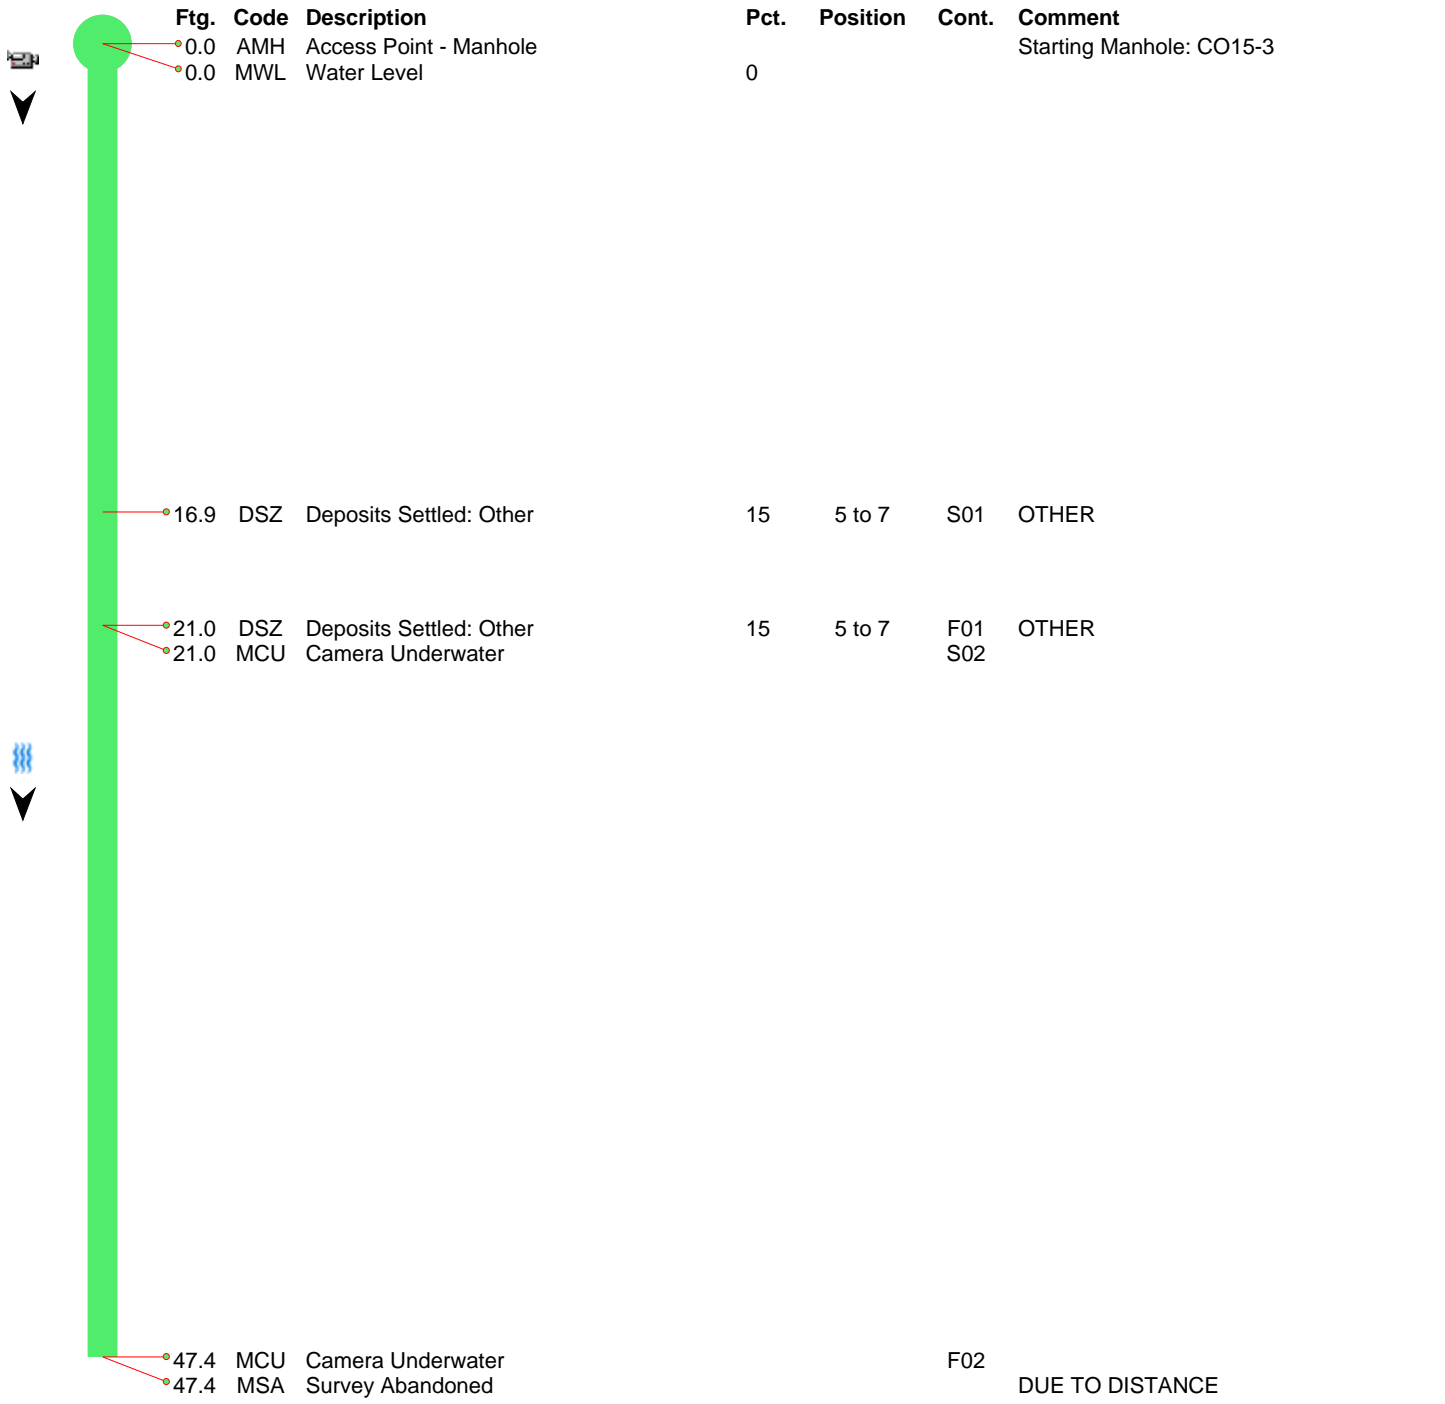 Ftg. Code Description Pct. Position Cont. Comment
0.0 AMH Access Point - Manhole Starting Manhole: CO15-3
0.0 MWL Water Level 0
16.9 DSZ Deposits Settled: Other 15 5 to 7 S01 OTHER
21.0 DSZ Deposits Settled: Other 15 5 to 7 F01 OTHER
21.0 MCU Camera Underwater S02
47.4 MCU Camera Underwater F02
47.4 MSA Survey Abandoned DUE TO DISTANCE